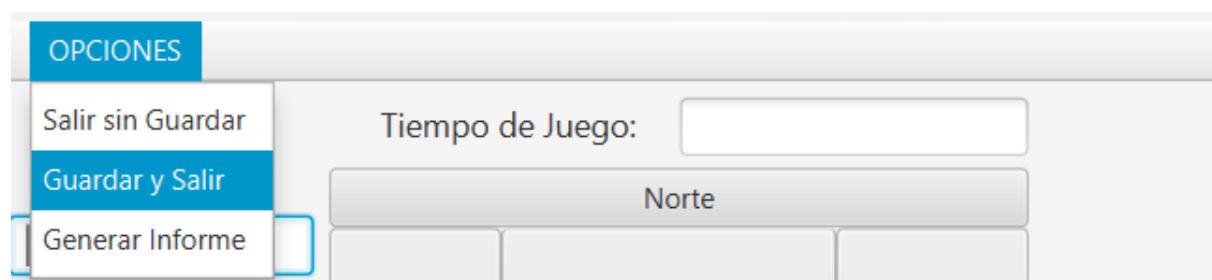 OPCIONES
Salir sin Guardar
Tiempo de Juego:
Guardar y Salir
Norte
Generar Informe